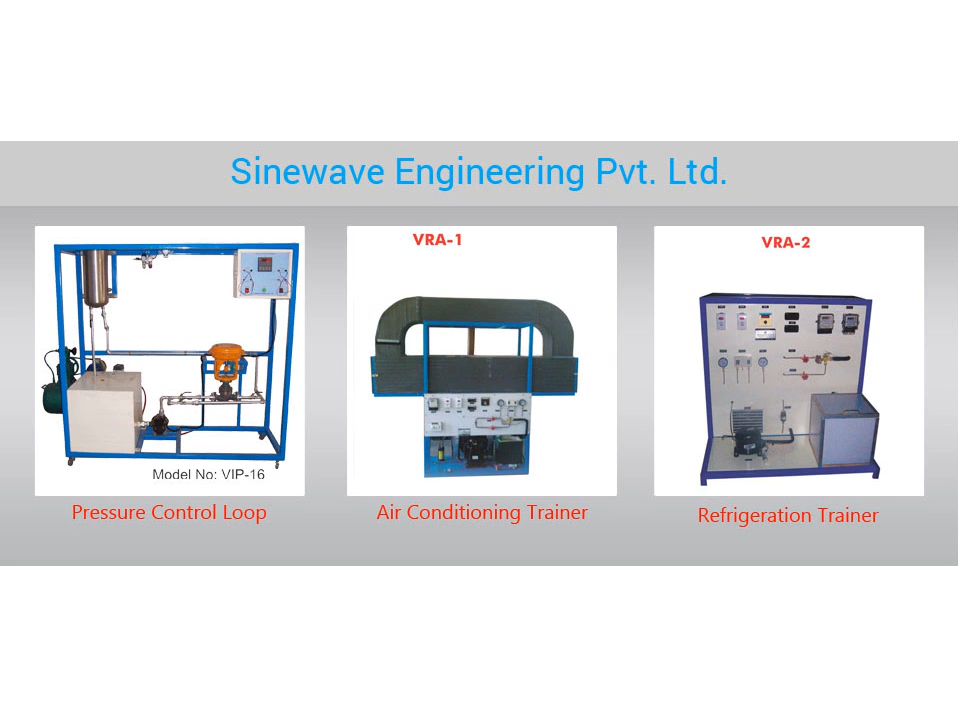 Sinewave Engineering Pvt. Ltd.
VRA-1
VRA-2
Model No: VIP-16
Pressure Control Loop
Air Conditioning Trainer
Refrigeration Trainer